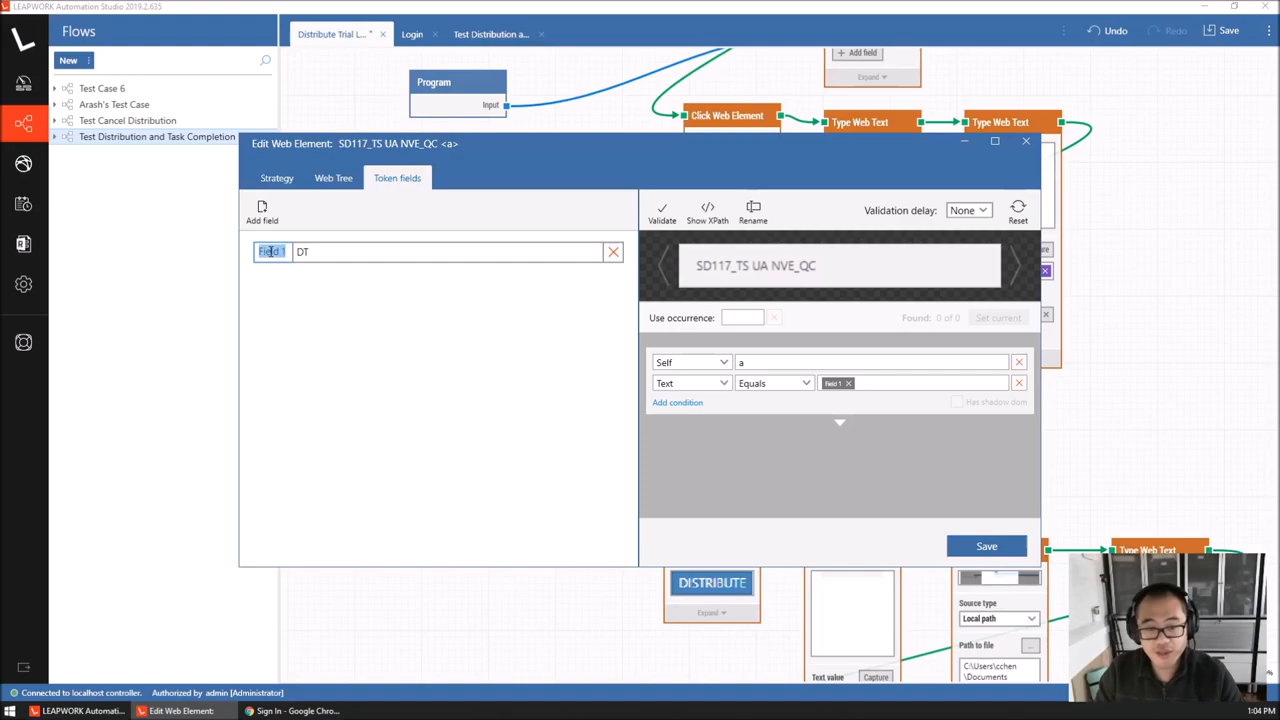 LEAPWORK Automation Studio 2019.2.635
Flows
Distribute Trial L... *
Login
Test Distribution a...
Undo
Redo
Save
New
Test Case 6
Arash's Test Case
Test Cancel Distribution
Test Distribution and Task Completion
Program
Input
Add field
Expand
Click Web Element
Type Web Text
Type Web Text
Edit Web Element: SD117_TS UA NVE_QC <a>
Strategy
Web Tree
Token fields
Add field
Validate
Show XPath
Rename
Validation delay:
None
Reset
Field 1
DT
SD117_TS UA NVE_QC
Use occurrence:
Found: 0 of 0
Set current
Self
a
Text
Equals
Field 1
Add condition
Has shadow dom
Save
Type Web Text
DISTRIBUTE
Expand
Source type
Local path
Path to file
...
C:\Users\cchen
\Documents
Text value
Capture
Connected to localhost controller.
Authorized by admin [Administrator]
LEAPWORK Automati...
Edit Web Element:
Sign In - Google Chro...
1:04 PM